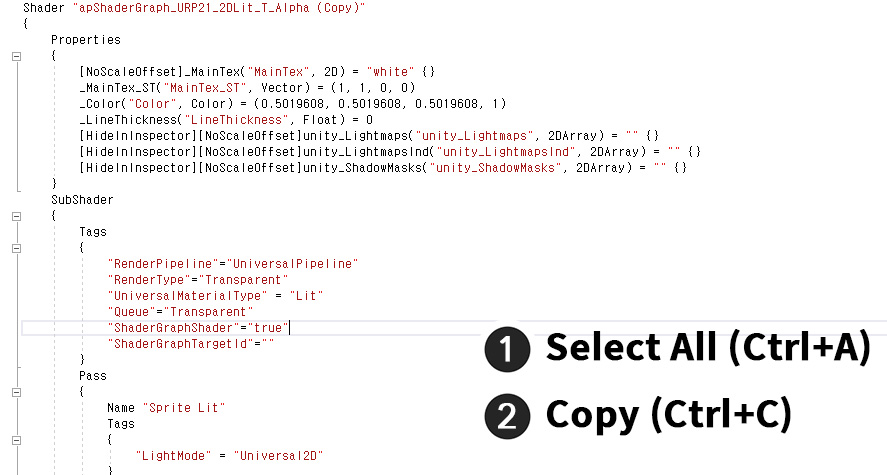 Shader "apShaderGraph_URP21_2DLit_T_Alpha (Copy)"
{
Properties
{
[NoScaleOffset]_MainTex("MainTex", 2D) = "white" {}
_MainTex_ST("MainTex_ST", Vector) = (1, 1, 0, 0)
_Color("Color", Color) = (0.5019608, 0.5019608, 0.5019608, 1)
_LineThickness("LineThickness", Float) = 0
[HideInInspector][NoScaleOffset]unity_Lightmaps("unity_Lightmaps", 2DArray) = "" {}
[HideInInspector][NoScaleOffset]unity_LightmapsInd("unity_LightmapsInd", 2DArray) = "" {}
[HideInInspector][NoScaleOffset]unity_ShadowMasks("unity_ShadowMasks", 2DArray) = "" {}
}
SubShader
{
Tags
{
"RenderPipeline"="UniversalPipeline"
"RenderType"="Transparent"
"UniversalMaterialType" = "Lit"
"Queue"="Transparent"
"ShaderGraphShader"="true"
"ShaderGraphTargetId"=""
}
Pass
{
Name "Sprite Lit"
Tags
{
"LightMode" = "Universal2D"
}
1 Select All (Ctrl+A)
2 Copy (Ctrl+C)